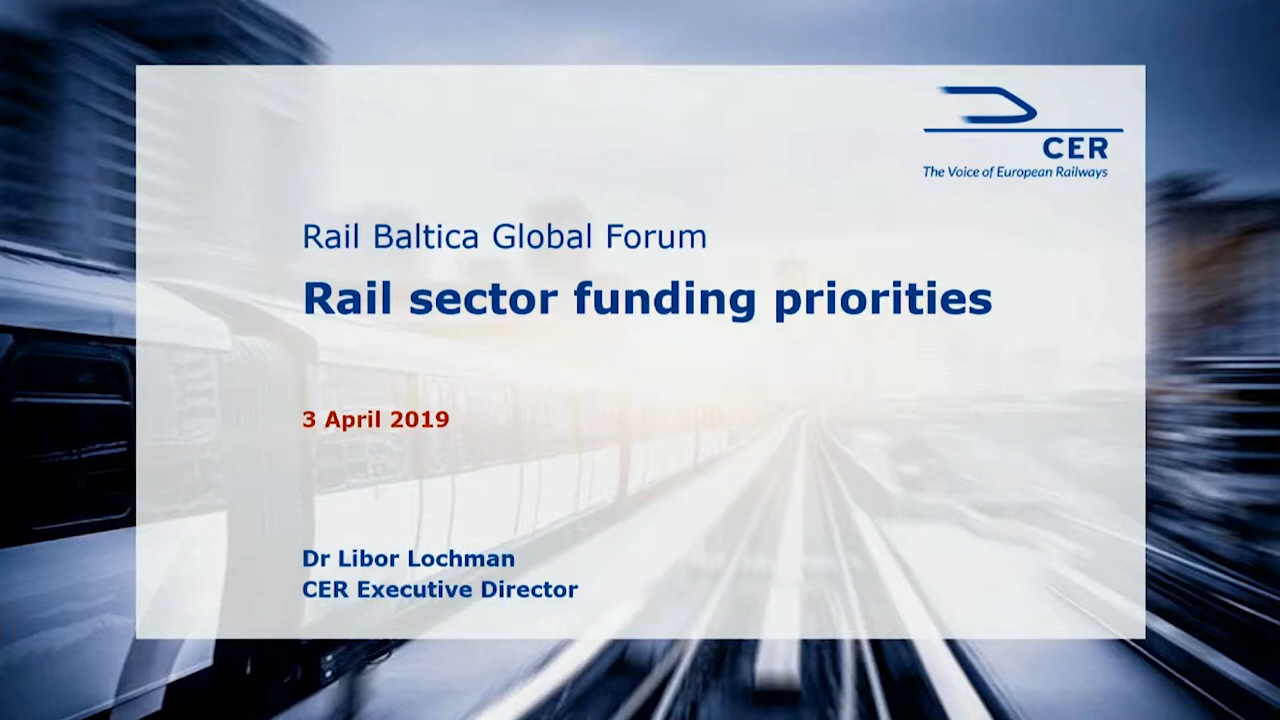 CER
The Voice of European Railways
Rail Baltica Global Forum
Rail sector funding priorities
3 April 2019
Dr Libor Lochman
CER Executive Director